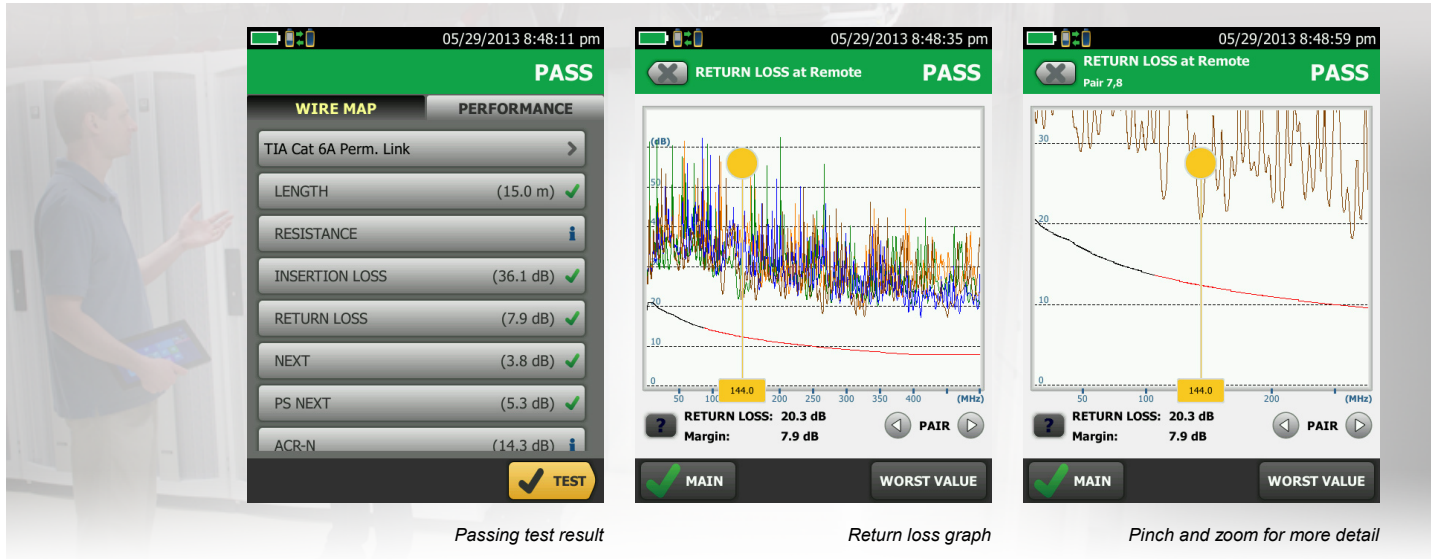 05/29/2013 8:48:11 pm
PASS
WIRE MAP
PERFORMANCE
TIA Cat 6A Perm. Link
LENGTH (15.0 m)
RESISTANCE i
INSERTION LOSS (36.1 dB)
RETURN LOSS (7.9 dB)
NEXT (3.8 dB)
PS NEXT (5.3 dB)
ACR-N (14.3 dB) i
TEST
Passing test result
05/29/2013 8:48:35 pm
RETURN LOSS at Remote
PASS
(dB)
50
20
10
0
50 144.0 200 250 300 350 400 (MHz)
? RETURN LOSS: 20.3 dB
Margin: 7.9 dB
PAIR
MAIN
WORST VALUE
Return loss graph
05/29/2013 8:48:59 pm
RETURN LOSS at Remote
Pair 7,8
PASS
30
20
10
0
50 100 144.0 200 (MHz)
? RETURN LOSS: 20.3 dB
Margin: 7.9 dB
PAIR
MAIN
WORST VALUE
Pinch and zoom for more detail